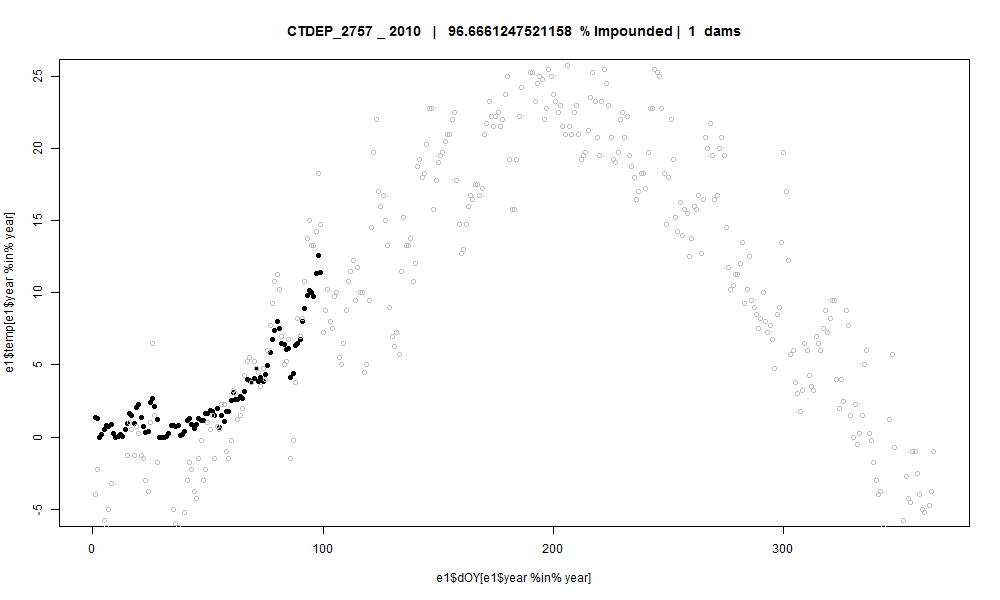 CTDEP_2757 _ 2010 | 96.6661247521158 % Impounded | 1 dams
25
20
15
10
5
0
-5
e1$temp[e1$year %in% year]
0 100 200 300
e1$dOY[e1$year %in% year]